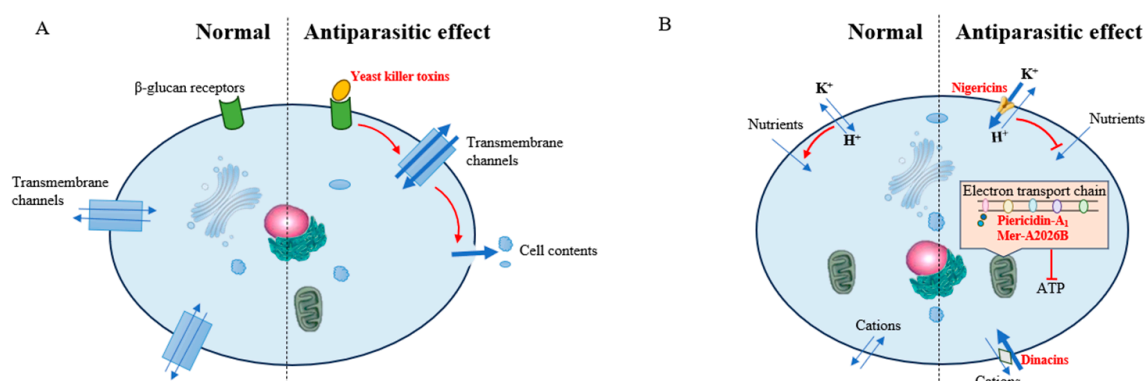 A
Normal
Antiparasitic effect
Yeast killer toxins
β-glucan receptors
Transmembrane
channels
Transmembrane
channels
Cell contents
B
Normal
Antiparasitic effect
K⁺
H⁺
Nutrients
Nigericins
K⁺
H⁺
Nutrients
Electron transport chain
Piericidin-A₁
Mer-A2026B
ATP
Cations
Dinacins
Cations